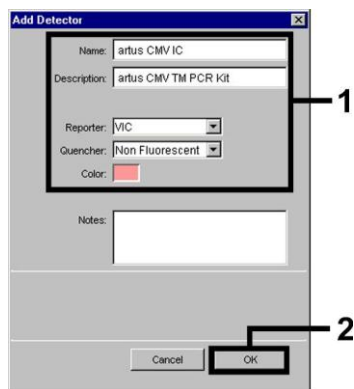 Add Detector
Name: artus CMV IC
Description: artus CMV TM PCR Kit
1
Reporter: VIC
Quencher: Non Fluorescent
Color:
Notes:
2
Cancel OK